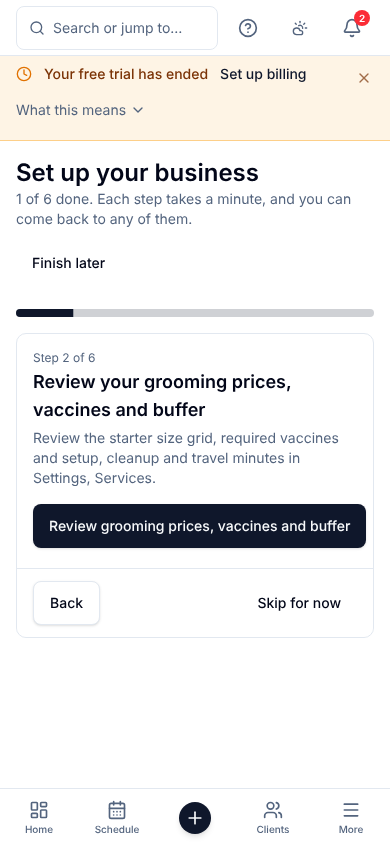 Search or jump to...
2
Your free trial has ended Set up billing
What this means
Set up your business
1 of 6 done. Each step takes a minute, and you can
come back to any of them.
Finish later
Step 2 of 6
Review your grooming prices,
vaccines and buffer
Review the starter size grid, required vaccines
and setup, cleanup and travel minutes in
Settings, Services.
Review grooming prices, vaccines and buffer
Back Skip for now
Home Schedule Clients More